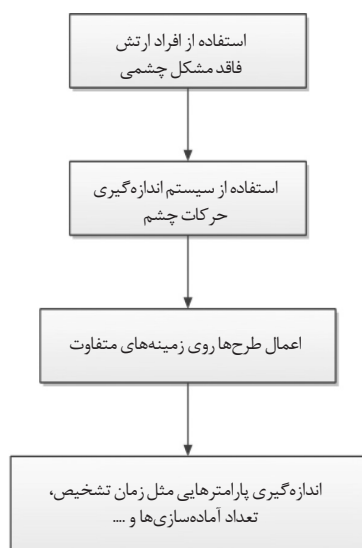 استفاده از افراد ارتش
فاقد مشکل چشمی
استفاده از سیستم اندازه‌گیری
حرکات چشم
اعمال طرح‌ها روی زمینه‌های متفاوت
اندازه‌گیری پارامترهایی مثل زمان تشخیص،
تعداد آماده‌سازی‌ها و ....